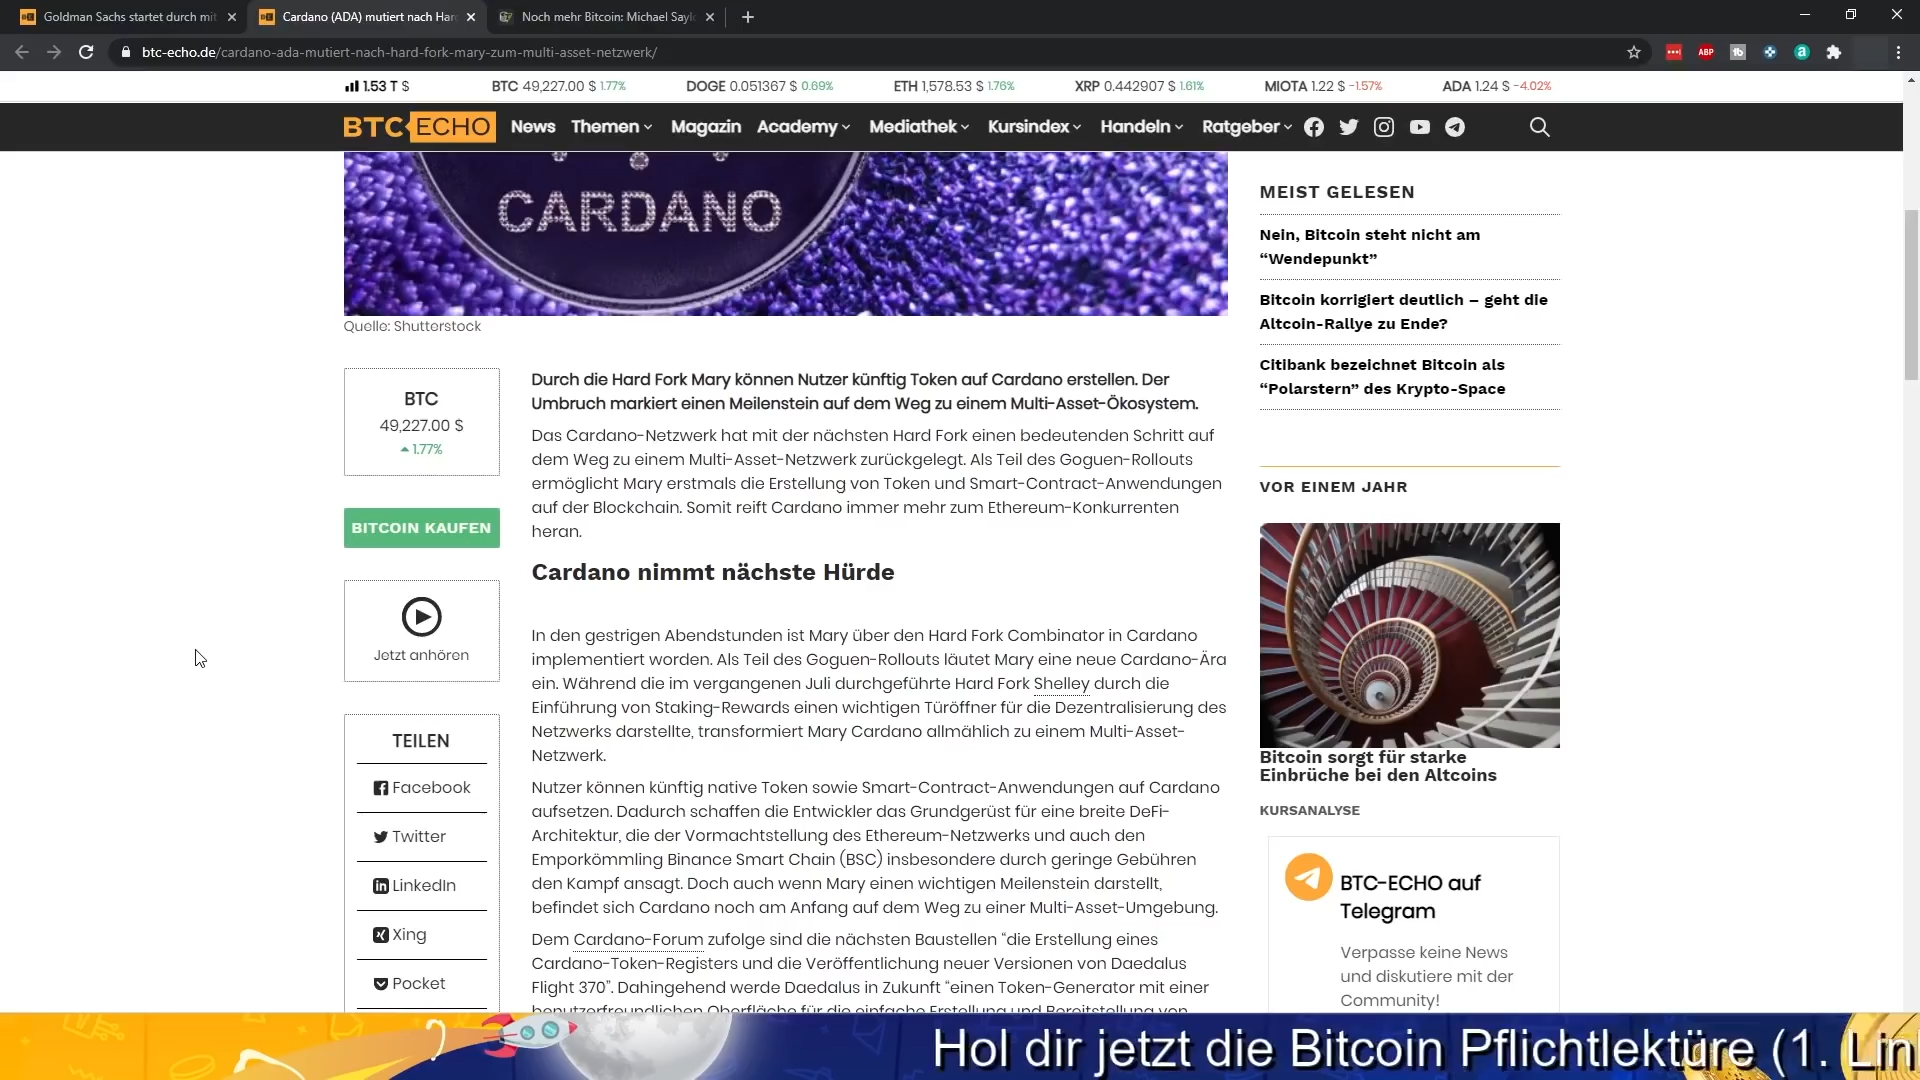 Goldman Sachs startet durch mit
Cardano (ADA) mutiert nach Hard
Noch mehr Bitcoin: Michael Saylo
btc-echo.de/cardano-ada-mutiert-nach-hard-fork-mary-zum-multi-asset-netzwerk/
ABP
1.53 T $
BTC 49,227.00 $ 1.77%
DOGE 0.051367 $ 0.69%
ETH 1,578.53 $ 1.76%
XRP 0.442907 $ 1.61%
MIOTA 1.22 $ -1.57%
ADA 1.24 $ -4.02%
BTC ECHO
News Themen Magazin Academy Mediathek Kursindex Handeln Ratgeber
CARDANO
Quelle: Shutterstock
BTC
49,227.00 $
1.77%
BITCOIN KAUFEN
Jetzt anhören
TEILEN
Facebook
Twitter
LinkedIn
Xing
Pocket
Durch die Hard Fork Mary können Nutzer künftig Token auf Cardano erstellen. Der
Umbruch markiert einen Meilenstein auf dem Weg zu einem Multi-Asset-Ökosystem.
Das Cardano-Netzwerk hat mit der nächsten Hard Fork einen bedeutenden Schritt auf
dem Weg zu einem Multi-Asset-Netzwerk zurückgelegt. Als Teil des Goguen-Rollouts
ermöglicht Mary erstmals die Erstellung von Token und Smart-Contract-Anwendungen
auf der Blockchain. Somit reift Cardano immer mehr zum Ethereum-Konkurrenten
heran.
Cardano nimmt nächste Hürde
In den gestrigen Abendstunden ist Mary über den Hard Fork Combinator in Cardano
implementiert worden. Als Teil des Goguen-Rollouts läutet Mary eine neue Cardano-Ära
ein. Während die im vergangenen Juli durchgeführte Hard Fork Shelley durch die
Einführung von Staking-Rewards einen wichtigen Türöffner für die Dezentralisierung des
Netzwerks darstellte, transformiert Mary Cardano allmählich zu einem Multi-Asset-
Netzwerk.
Nutzer können künftig native Token sowie Smart-Contract-Anwendungen auf Cardano
aufsetzen. Dadurch schaffen die Entwickler das Grundgerüst für eine breite DeFi-
Architektur, die der Vormachtstellung des Ethereum-Netzwerks und auch den
Emporkömmling Binance Smart Chain (BSC) insbesondere durch geringe Gebühren
den Kampf ansagt. Doch auch wenn Mary einen wichtigen Meilenstein darstellt,
befindet sich Cardano noch am Anfang auf dem Weg zu einer Multi-Asset-Umgebung.
Dem Cardano-Forum zufolge sind die nächsten Baustellen “die Erstellung eines
Cardano-Token-Registers und die Veröffentlichung neuer Versionen von Daedalus
Flight 370”. Dahingehend werde Daedalus in Zukunft “einen Token-Generator mit einer
benutzerfreundlichen Oberfläche für die einfache Erstellung und Bereitstellung von
MEIST GELESEN
Nein, Bitcoin steht nicht am
“Wendepunkt”
Bitcoin korrigiert deutlich – geht die
Altcoin-Rallye zu Ende?
Citibank bezeichnet Bitcoin als
“Polarstern” des Krypto-Space
VOR EINEM JAHR
Bitcoin sorgt für starke
Einbrüche bei den Altcoins
KURSANALYSE
BTC-ECHO auf
Telegram
Verpasse keine News
und diskutiere mit der
Community!
Hol dir jetzt die Bitcoin Pflichtlektüre (1. Lin